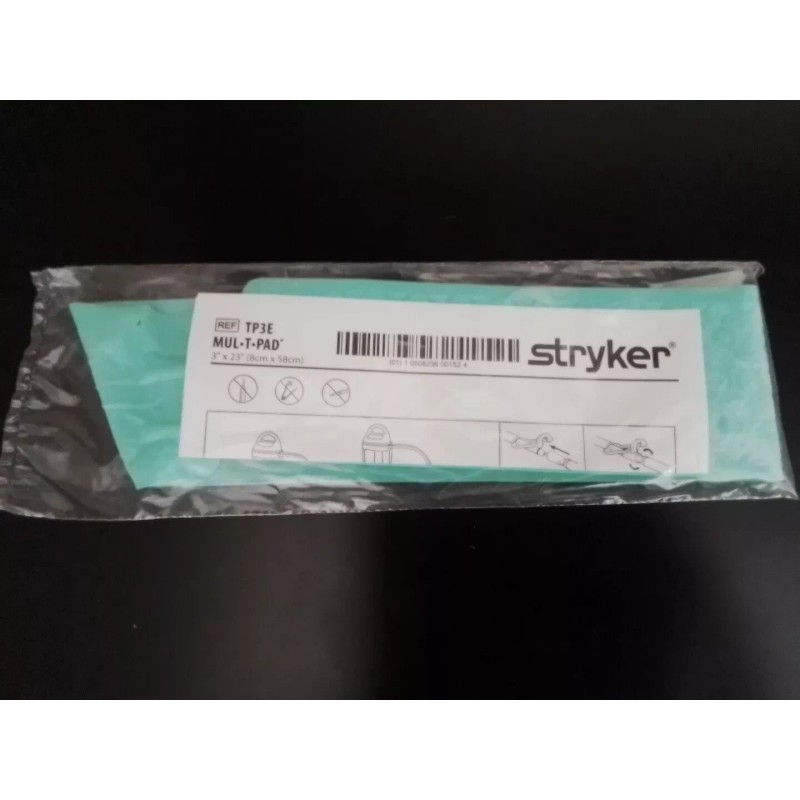 REF TP3E
MUL•T•PAD®
3" x 23" (8cm x 58cm)
stryker®